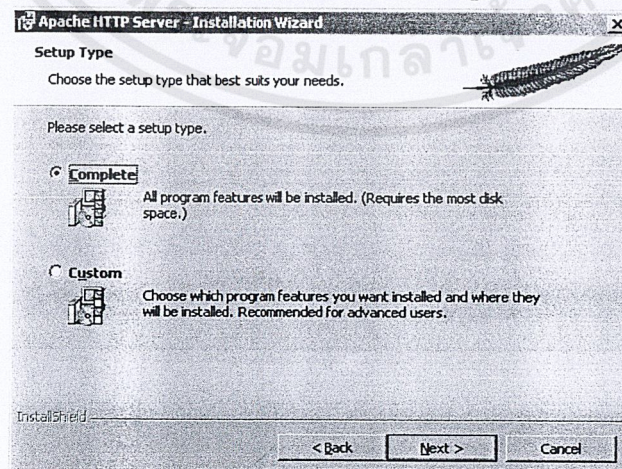 Apache HTTP Server - Installation Wizard
Setup Type
Choose the setup type that best suits your needs.
Please select a setup type.
Complete
All program features will be installed. (Requires the most disk
space.)
Custom
Choose which program features you want installed and where they
will be installed. Recommended for advanced users.
InstallShield
< Back
Next >
Cancel